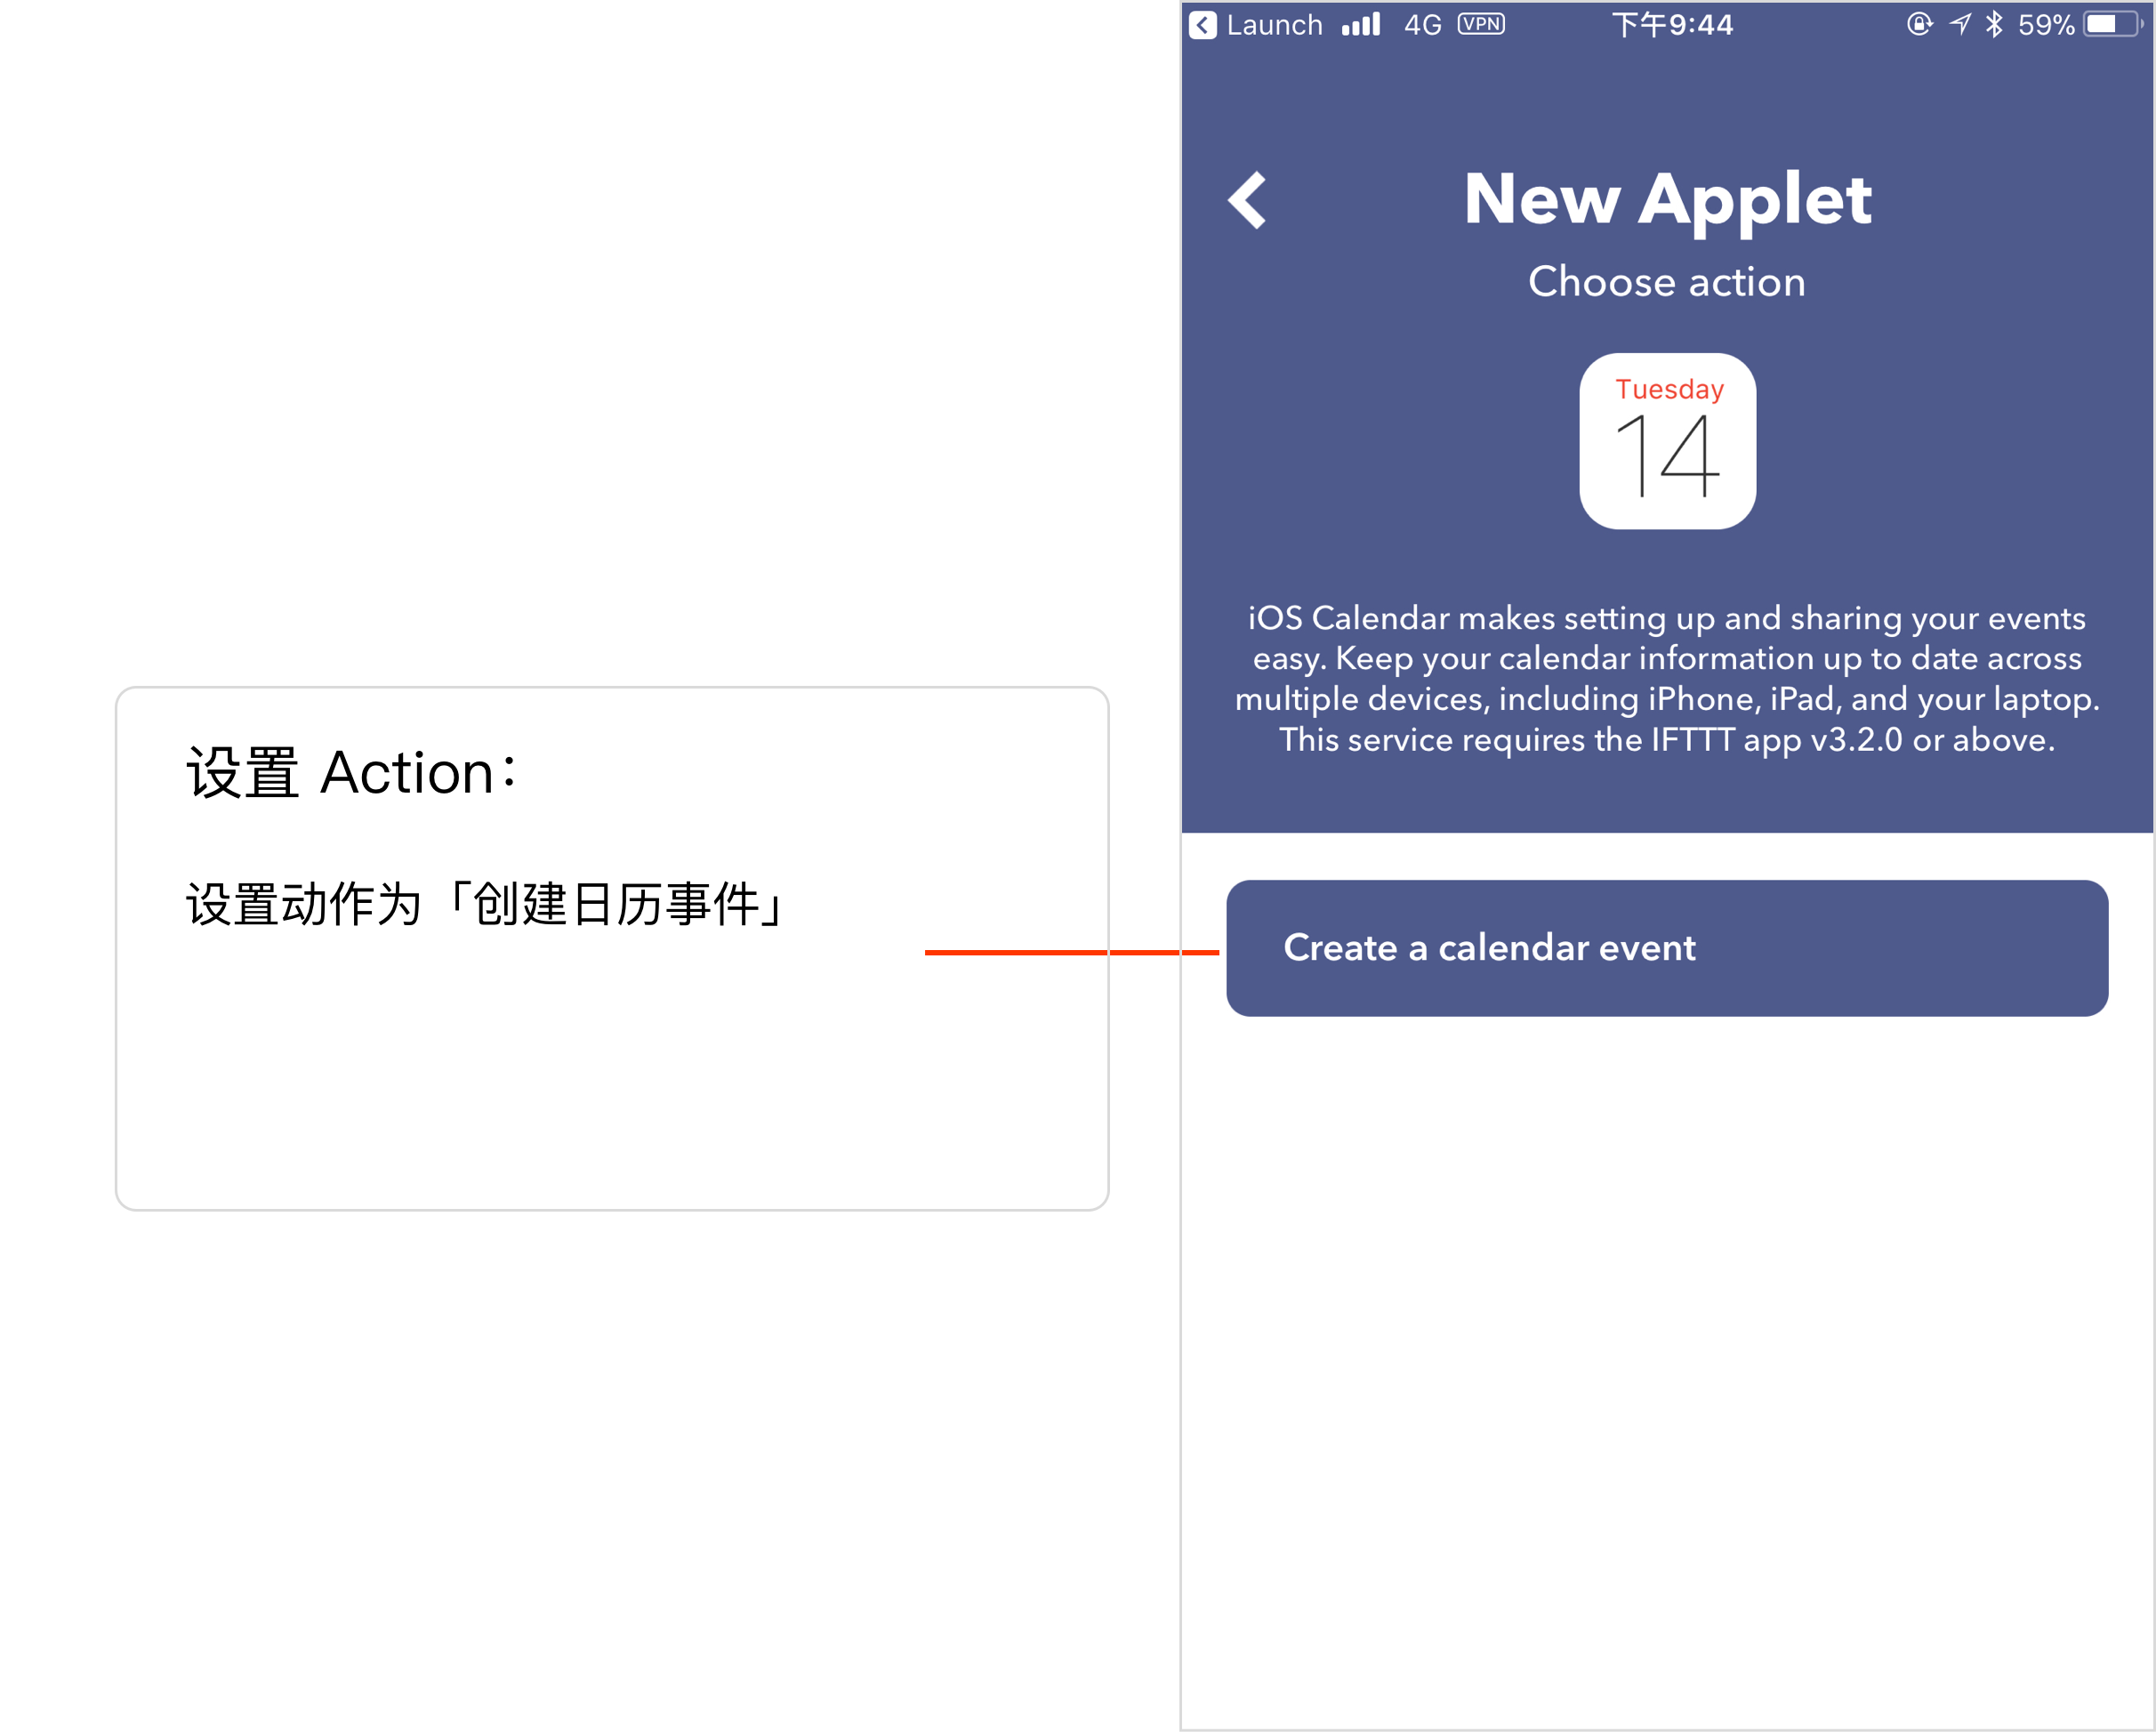 设置 Action：
设置动作为「创建日历事件」
Launch 4G VPN 下午9:44 59%
New Applet
Choose action
Tuesday
14
iOS Calendar makes setting up and sharing your events
easy. Keep your calendar information up to date across
multiple devices, including iPhone, iPad, and your laptop.
This service requires the IFTTT app v3.2.0 or above.
Create a calendar event